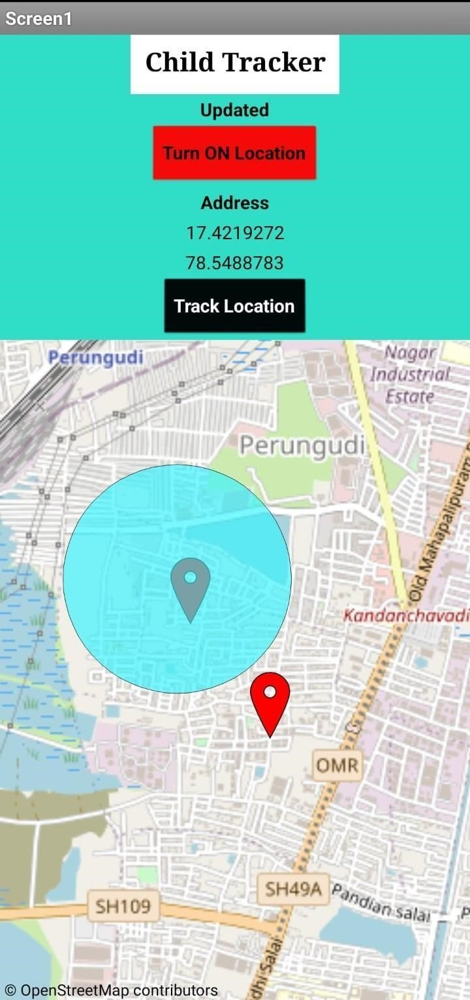 Screen1
Child Tracker
Updated
Turn ON Location
Address
17.4219272
78.5488783
Track Location
Perungudi
Nagar
Industrial
Estate
Perungudi
Old Mahapalipuram
Kandanchavadi
OMR
SH49A
Pandian salai
SH109
dhi Salai
© OpenStreetMap contributors